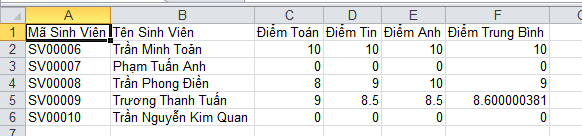 A B C D E F
1 Mã Sinh Viên Tên Sinh Viên Điểm Toán Điểm Tin Điểm Anh Điểm Trung Bình
2 SV00006 Trần Minh Toàn 10 10 10 10
3 SV00007 Phạm Tuấn Anh 0 0 0 0
4 SV00008 Trần Phong Điền 8 9 10 9
5 SV00009 Trương Thanh Tuấn 9 8.5 8.5 8.600000381
6 SV00010 Trần Nguyễn Kim Quan 0 0 0 0